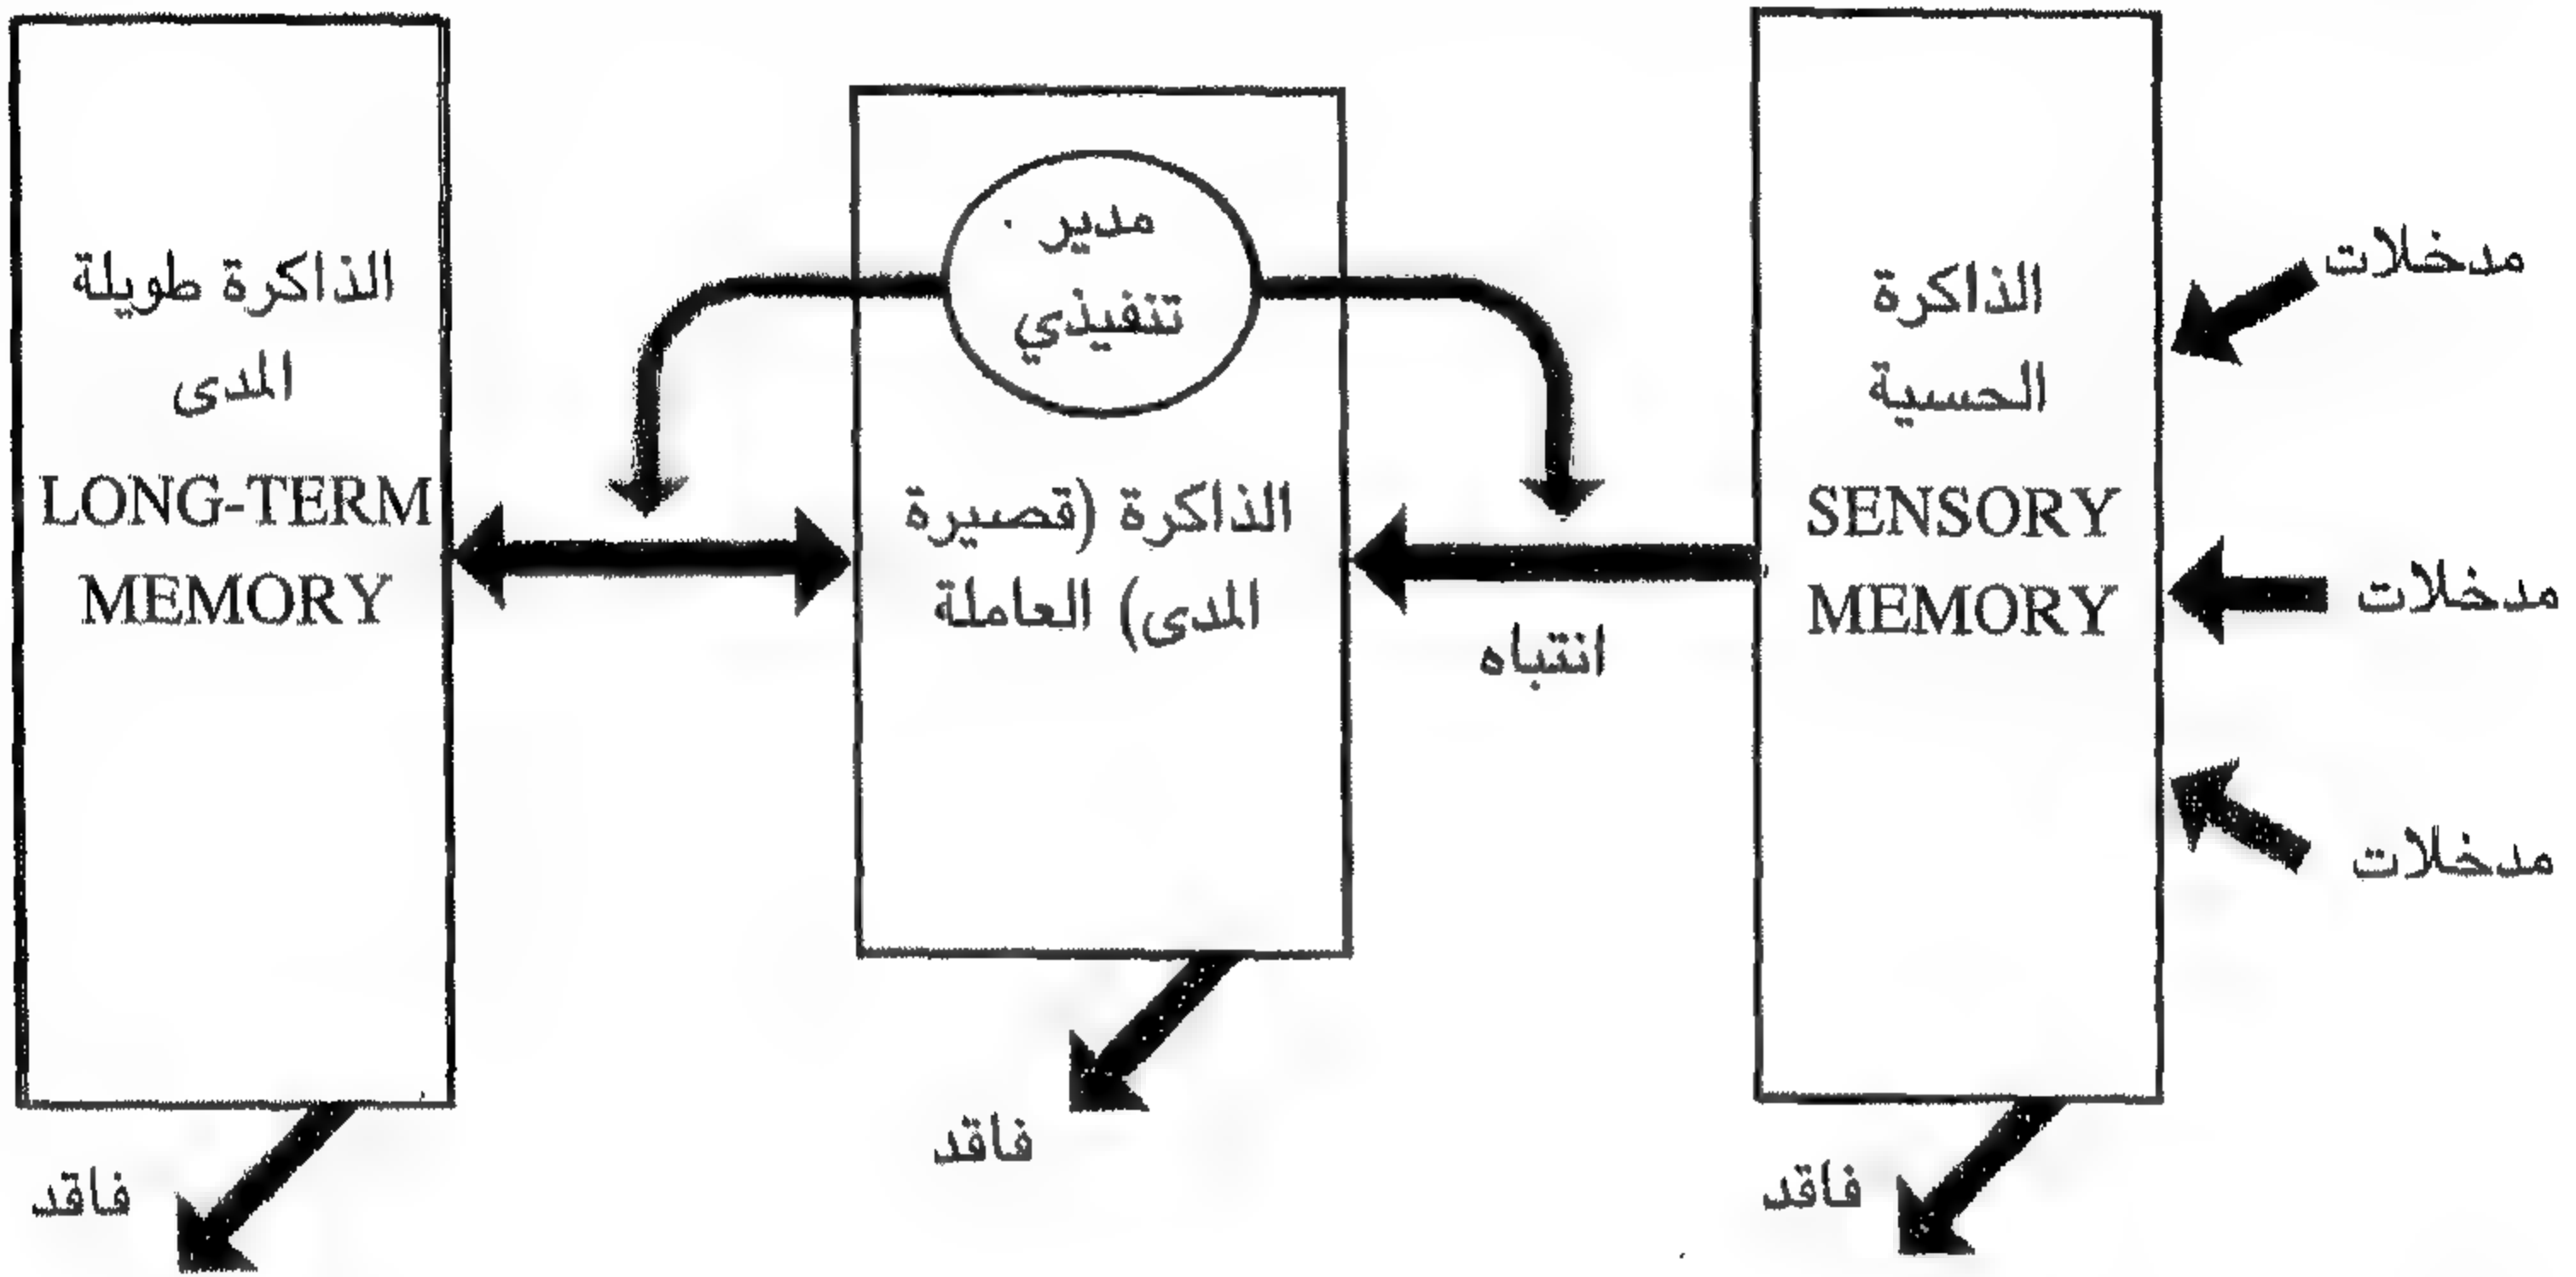 مدخلات
مدخلات
مدخلات
الذاكرة
الحسية
SENSORY
MEMORY
فاقد
انتباه
مدير
تنفيذي
الذاكرة (قصيرة
المدى) العاملة
فاقد
الذاكرة طويلة
المدى
LONG-TERM
MEMORY
فاقد